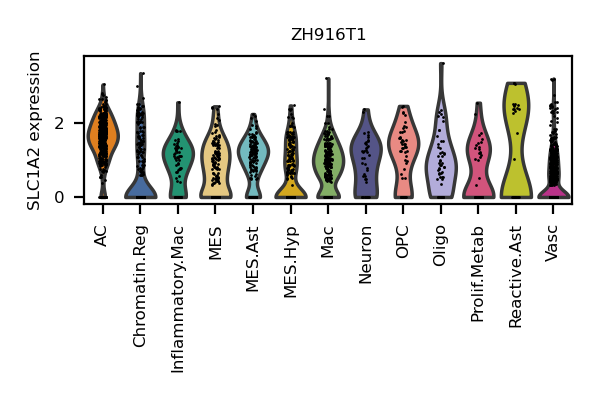 ZH916T1
SLC1A2 expression
2
0
AC
Chromatin.Reg
Inflammatory.Mac
MES
MES.Ast
MES.Hyp
Mac
Neuron
OPC
Oligo
Prolif.Metab
Reactive.Ast
Vasc